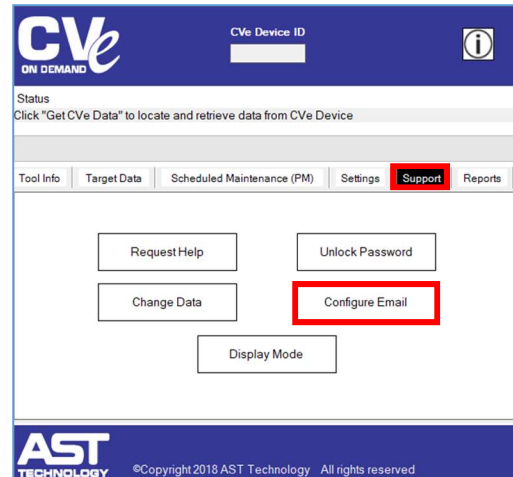 CVe
ON DEMAND
CVe Device ID
i
Status
Click "Get CVe Data" to locate and retrieve data from CVe Device
Tool Info Target Data Scheduled Maintenance (PM) Settings Support Reports
Request Help Unlock Password
Change Data Configure Email
Display Mode
AST
TECHNOLOGY ©Copyright 2018 AST Technology All rights reserved